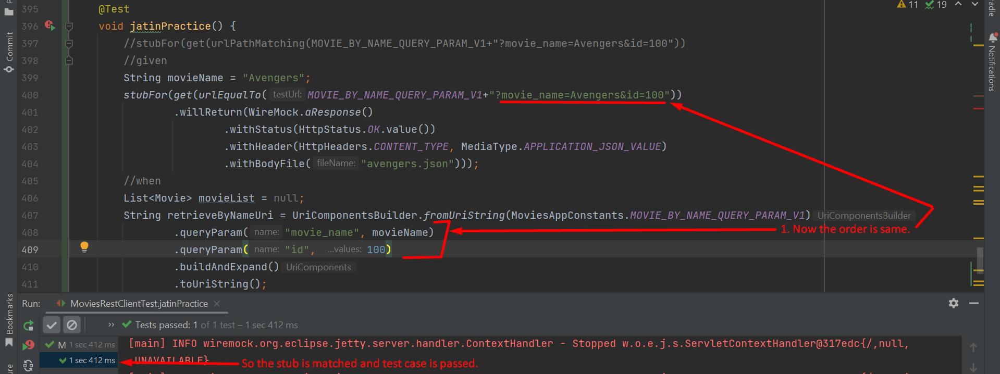 395 @Test
⚠ 11 ✓ 19
396 void jatinPractice() {
397 //stubFor(get(urlPathMatching(MOVIE_BY_NAME_QUERY_PARAM_V1+"?movie_name=Avengers&id=100"))
398 //given
399 String movieName = "Avengers";
400 stubFor(get(urlEqualTo( testUrl: MOVIE_BY_NAME_QUERY_PARAM_V1+"?movie_name=Avengers&id=100"))
401 .willReturn(WireMock.aResponse()
402 .withStatus(HttpStatus.OK.value())
403 .withHeader(HttpHeaders.CONTENT_TYPE, MediaType.APPLICATION_JSON_VALUE)
404 .withBodyFile( fileName: "avengers.json")));
405 //when
406 List<Movie> movieList = null;
407 String retrieveByNameUri = UriComponentsBuilder.fromUriString(MoviesAppConstants.MOVIE_BY_NAME_QUERY_PARAM_V1) UriComponentsBuilder
408 .queryParam( name: "movie_name", movieName)
1. Now the order is same.
409 .queryParam( name: "id", ...values: 100)
410 .buildAndExpand() UriComponents
411 .toUriString();
Commit
Bookmarks
Notifications
Run: MoviesRestClientTest.jatinPractice ×
» Tests passed: 1 of 1 test – 1 sec 412 ms
M 1 sec 412 ms
1 sec 412 ms
[main] INFO wiremock.org.eclipse.jetty.server.handler.ContextHandler - Stopped w.o.e.j.s.ServletContextHandler@317edc{/,null,
UNAVAILABLE}
So the stub is matched and test case is passed.